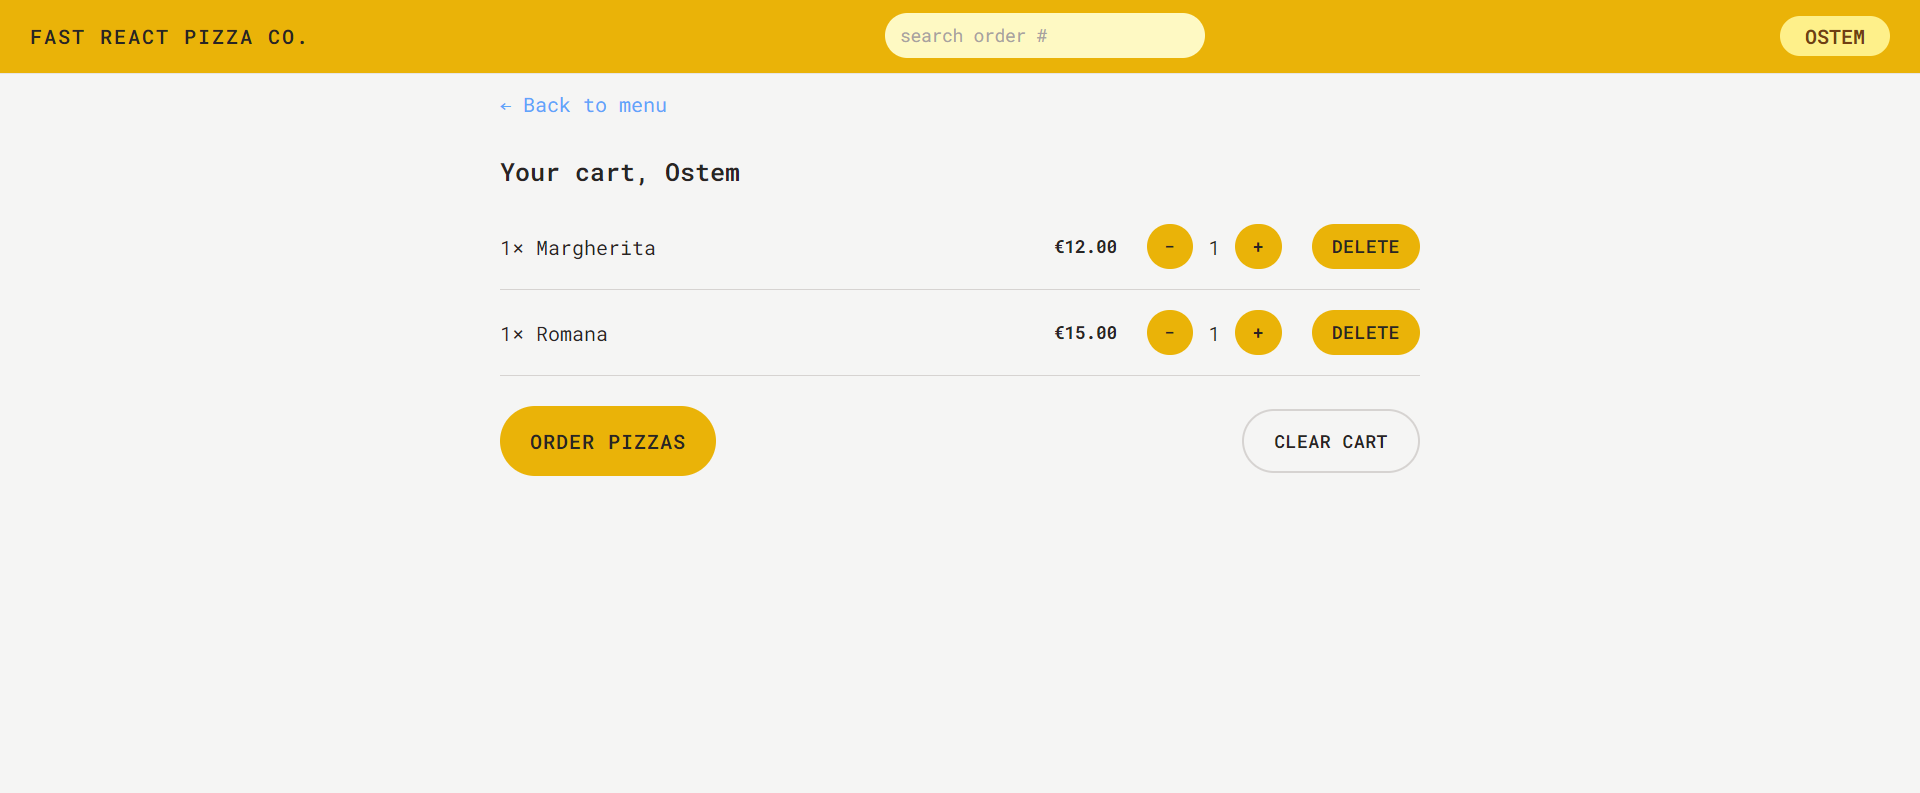 FAST REACT PIZZA CO. search order # OSTEM
← Back to menu
Your cart, Ostem
1× Margherita €12.00 - 1 + DELETE
1× Romana €15.00 - 1 + DELETE
ORDER PIZZAS CLEAR CART